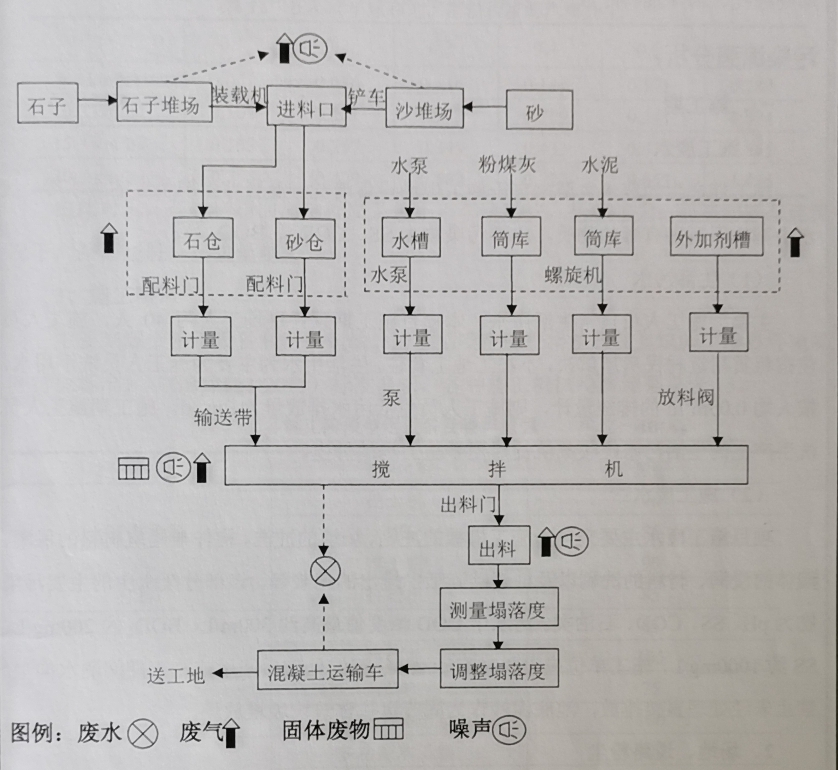 石子 石子堆场 装载机 进料口 铲车 沙堆场 砂
水泵 粉煤灰 水泥
石仓 砂仓 水槽 筒库 筒库 外加剂槽
配料门 配料门 水泵 螺旋机
计量 计量 计量 计量 计量 计量
输送带 泵 放料阀
搅 拌 机
出料门
出料
测量塌落度
送工地 混凝土运输车 调整塌落度
图例：废水 废气 固体废物 噪声